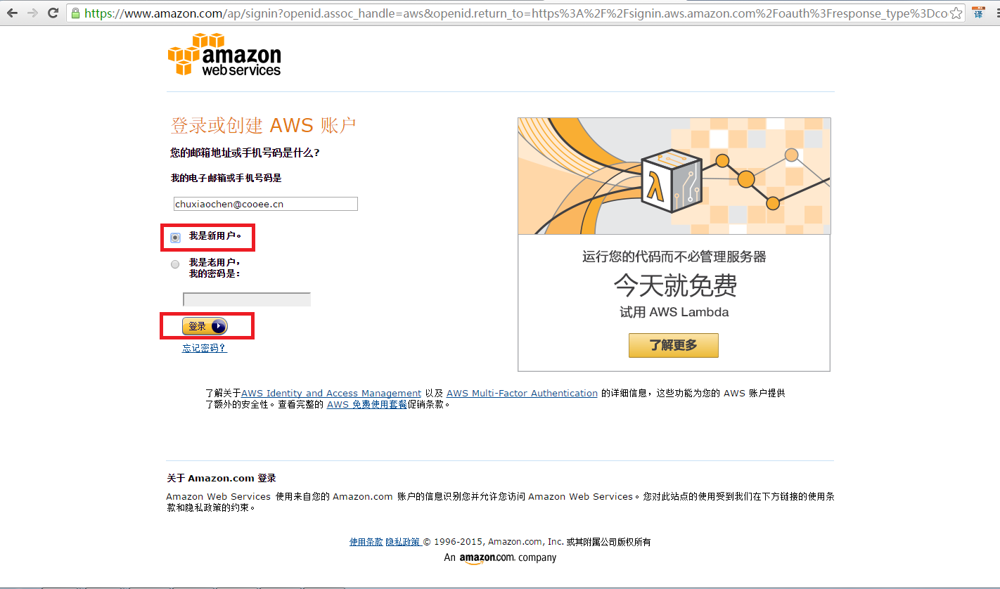 https://www.amazon.com/ap/signin?openid.assoc_handle=aws&openid.return_to=https%3A%2F%2Fsignin.aws.amazon.com%2Foauth%3Fresponse_type%3Dco
译
amazon
web services
登录或创建 AWS 账户
您的邮箱地址或手机号码是什么?
我的电子邮箱或手机号码是
chuxiaochen@cooee.cn
我是新用户。
我是老用户,
我的密码是:
登录
忘记密码?
运行您的代码而不必管理服务器
今天就免费
试用 AWS Lambda
了解更多
了解关于AWS Identity and Access Management 以及 AWS Multi-Factor Authentication 的详细信息，这些功能为您的 AWS 账户提供
了额外的安全性。查看完整的 AWS 免费使用套餐促销条款。
关于 Amazon.com 登录
Amazon Web Services 使用来自您的 Amazon.com 账户的信息识别您并允许您访问 Amazon Web Services。您对此站点的使用受到我们在下方链接的使用条
款和隐私政策的约束。
使用条款 隐私政策 © 1996-2015, Amazon.com, Inc. 或其附属公司版权所有
An amazon.com company